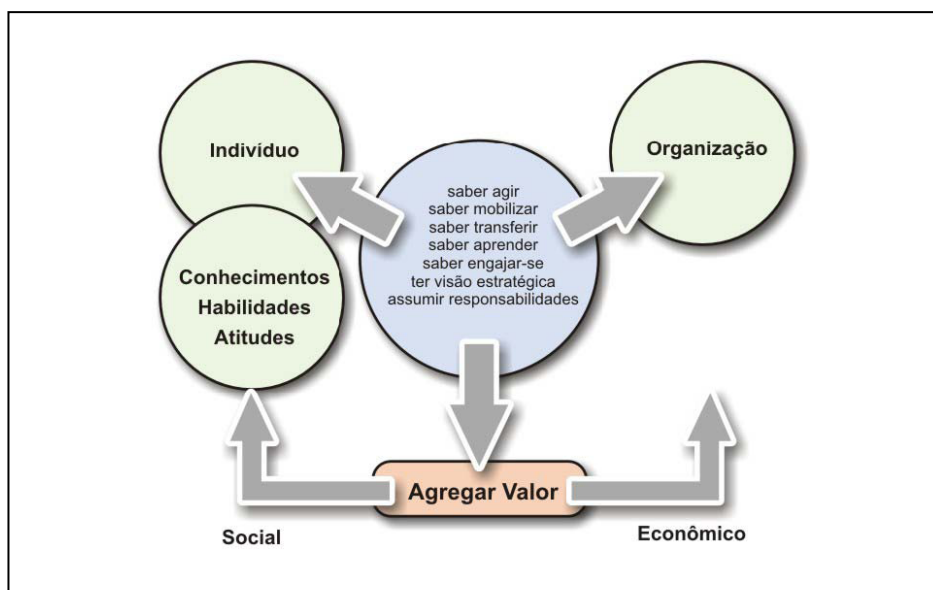 Indivíduo
Organização
saber agir
saber mobilizar
saber transferir
saber aprender
saber engajar-se
ter visão estratégica
assumir responsabilidades
Conhecimentos
Habilidades
Atitudes
Agregar Valor
Social
Econômico